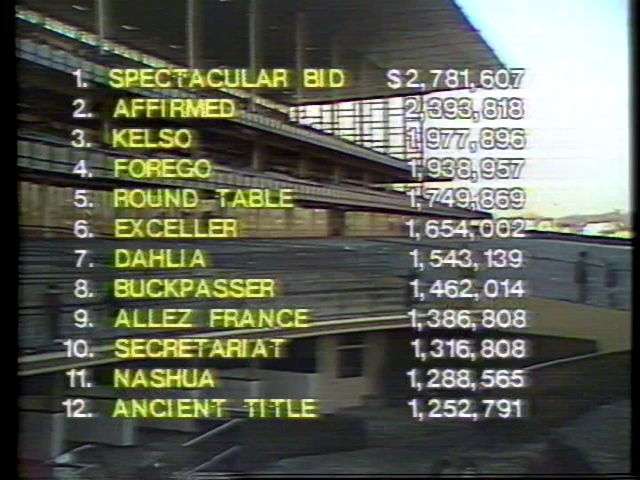 1. SPECTACULAR BID $2,781,607
2. AFFIRMED 2,393,818
3. KELSO 1,977,896
4. FOREGO 1,938,957
5. ROUND TABLE 1,749,869
6. EXCELLER 1,654,002
7. DAHLIA 1,543,139
8. BUCKPASSER 1,462,014
9. ALLEZ FRANCE 1,386,808
10. SECRETARIAT 1,316,808
11. NASHUA 1,288,565
12. ANCIENT TITLE 1,252,791